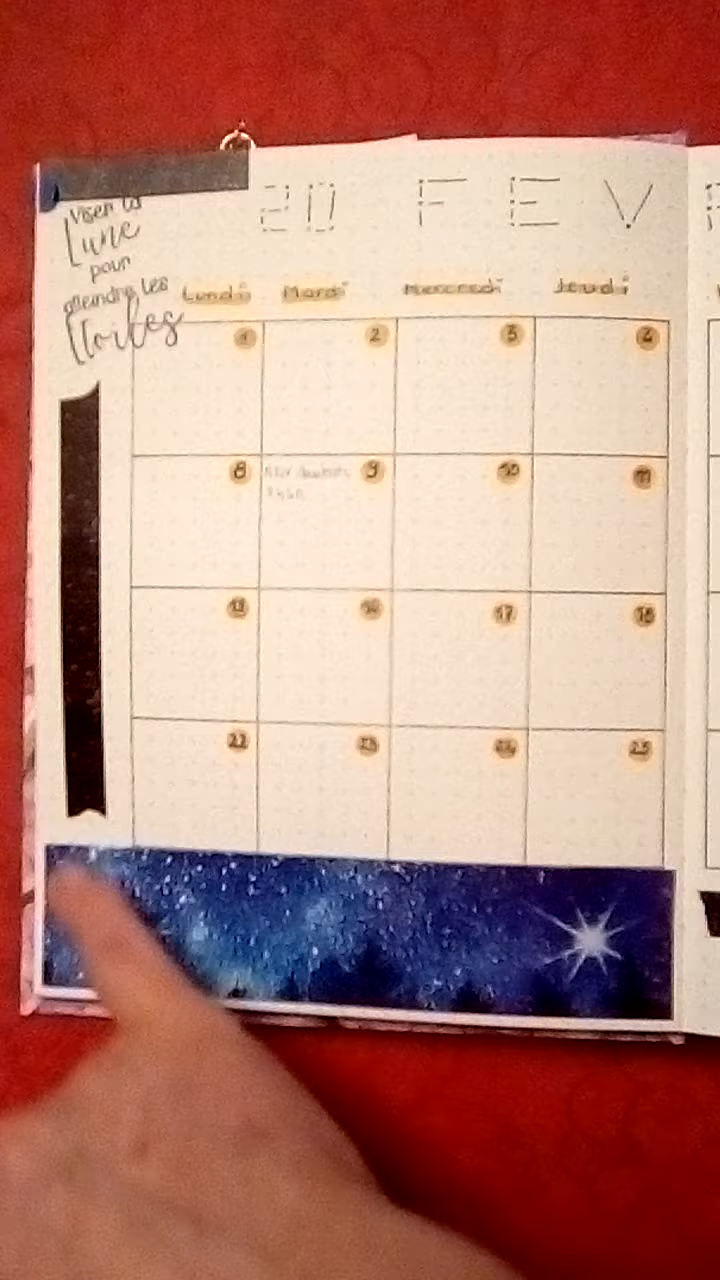 20 FEV
Viser la
Lune
pour
atteindre les
Etoiles
Lundi Mardi Mercredi Jeudi
1 2 3 4
8 9 10 11
15 16 17 18
22 23 24 25